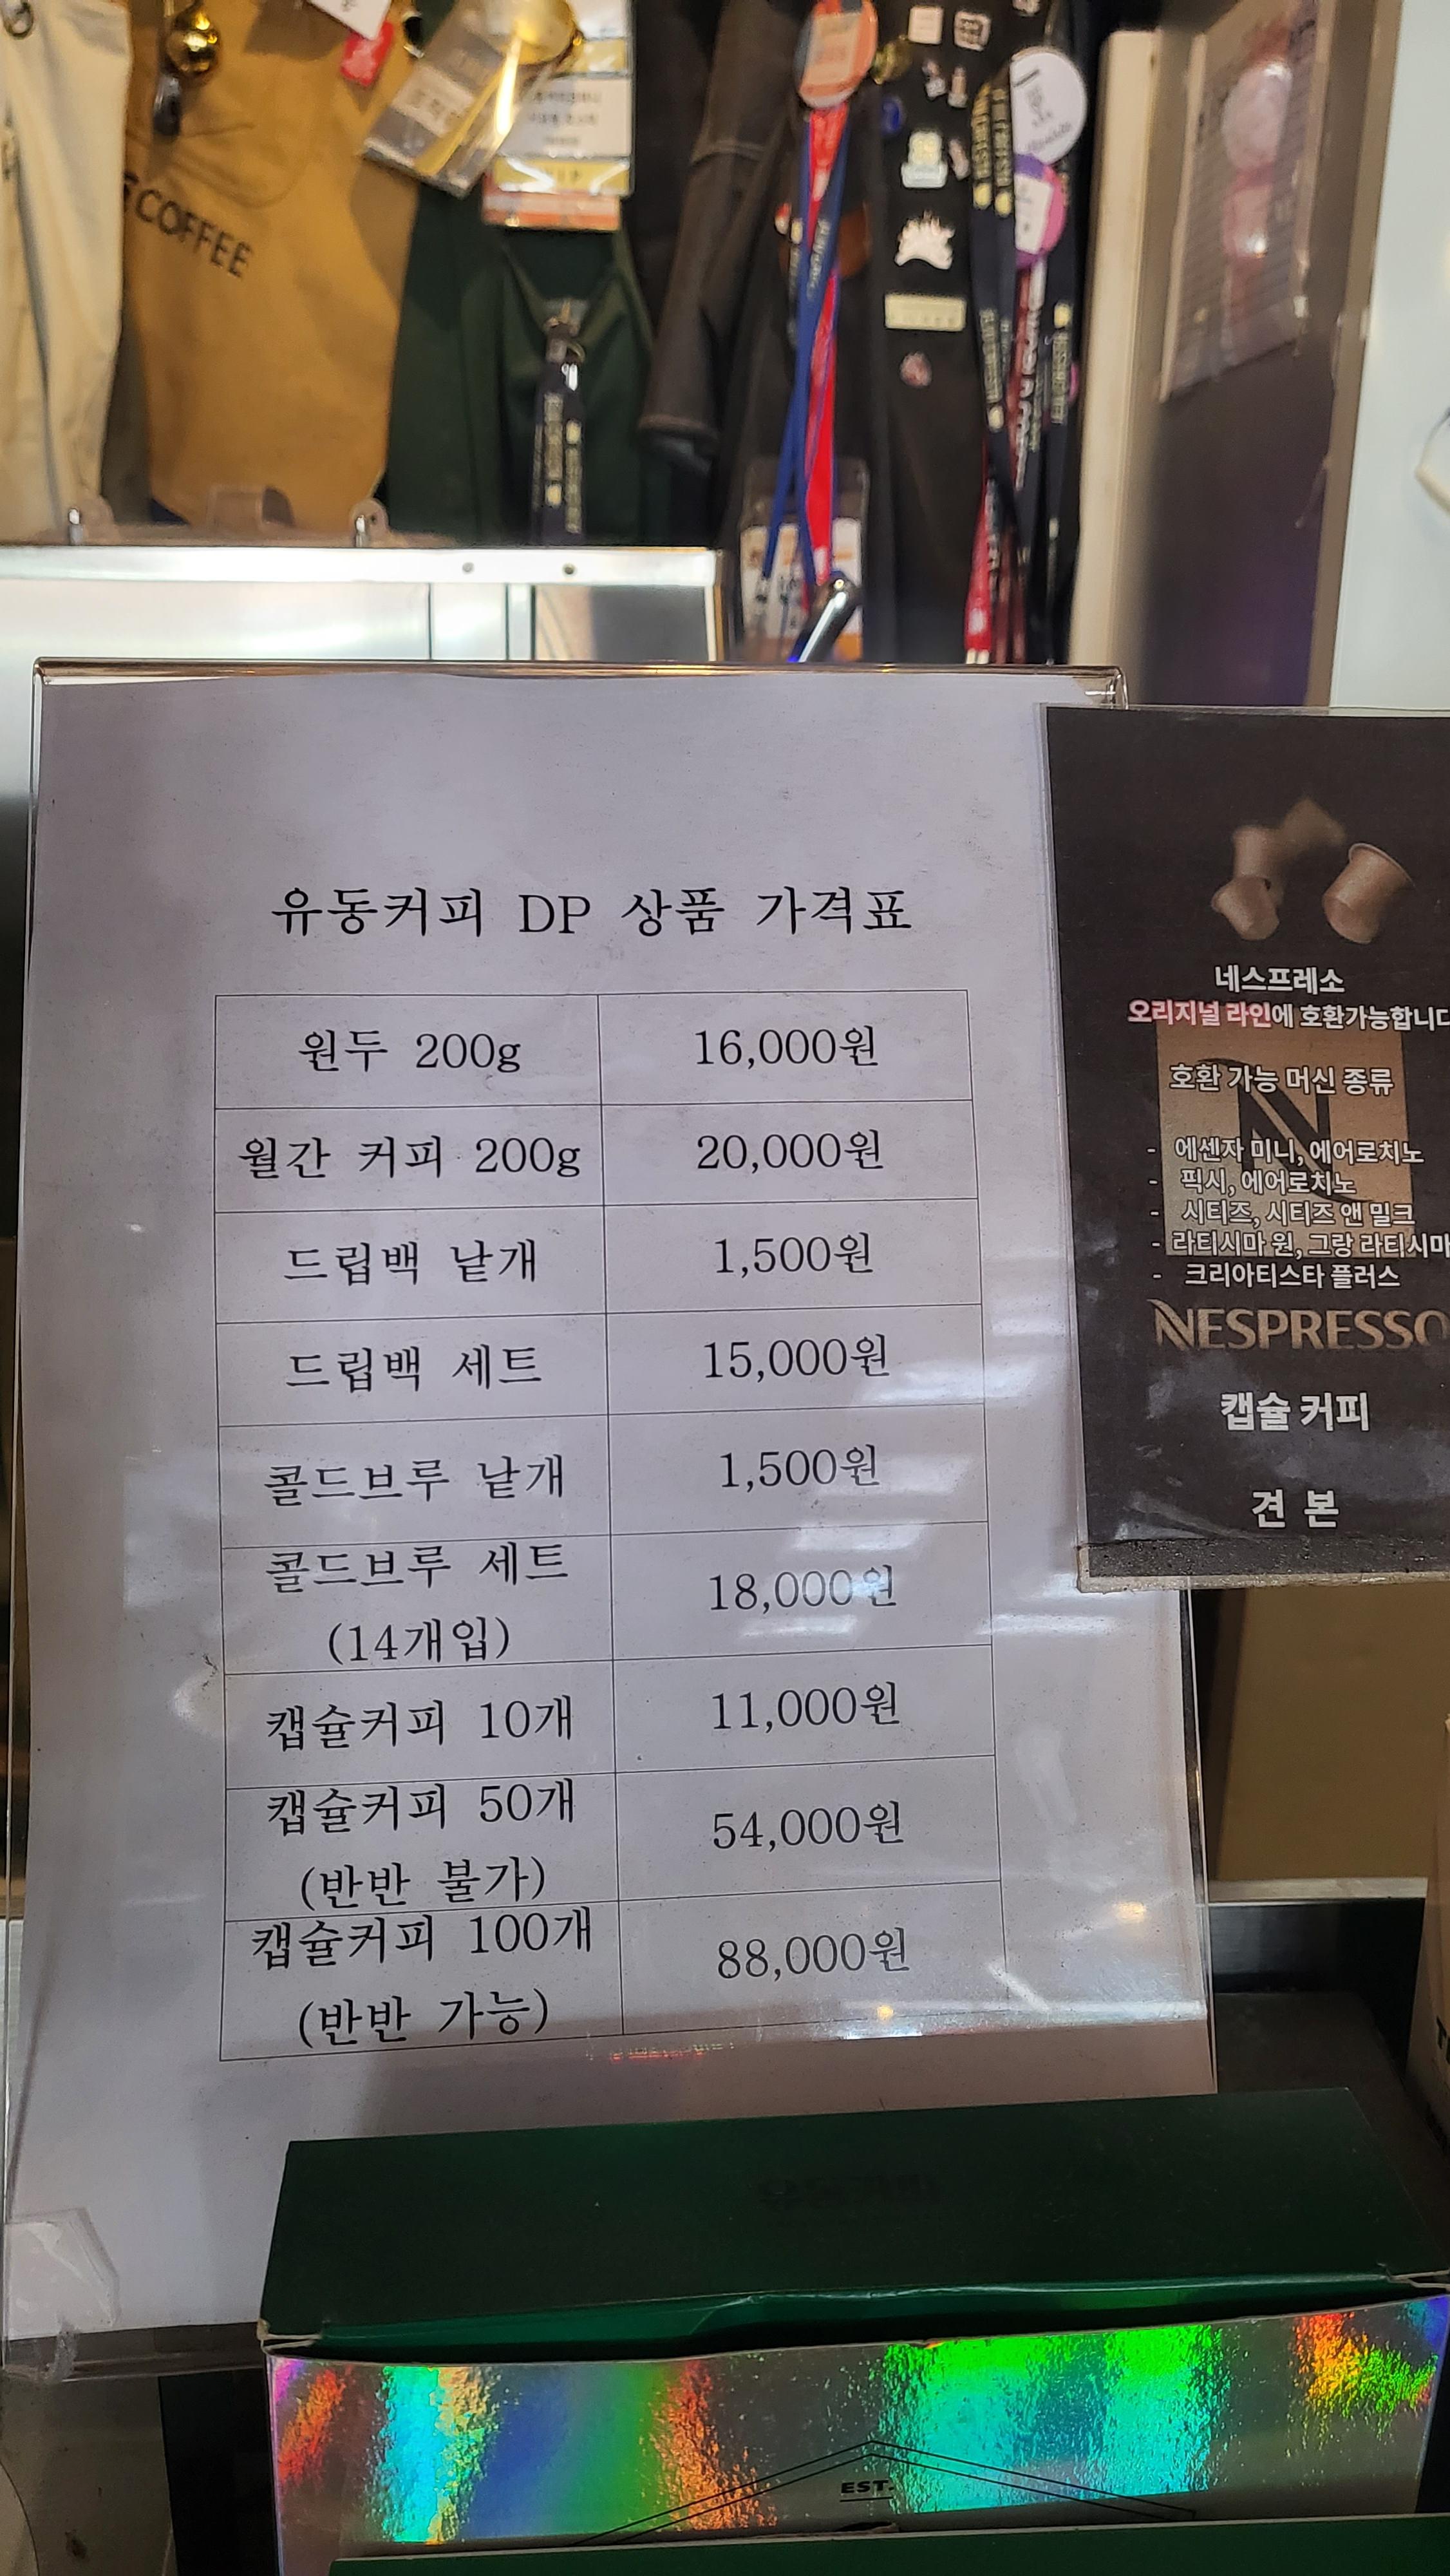 COFFEE
유동커피 DP 상품 가격표
원두 200g 16,000원
월간 커피 200g 20,000원
드립백 낱개 1,500원
드립백 세트 15,000원
콜드브루 낱개 1,500원
콜드브루 세트
(14개입) 18,000원
캡슐커피 10개 11,000원
캡슐커피 50개
(반반 불가) 54,000원
캡슐커피 100개
(반반 가능) 88,000원
네스프레소
오리지널 라인에 호환가능합니다
호환 가능 머신 종류
- 에센자 미니, 에어로치노
- 픽시, 에어로치노
- 시티즈, 시티즈 앤 밀크
- 라티시마 원, 그랑 라티시마
- 크리아티스타 플러스
NESPRESSO
캡슐 커피
견 본
EST.